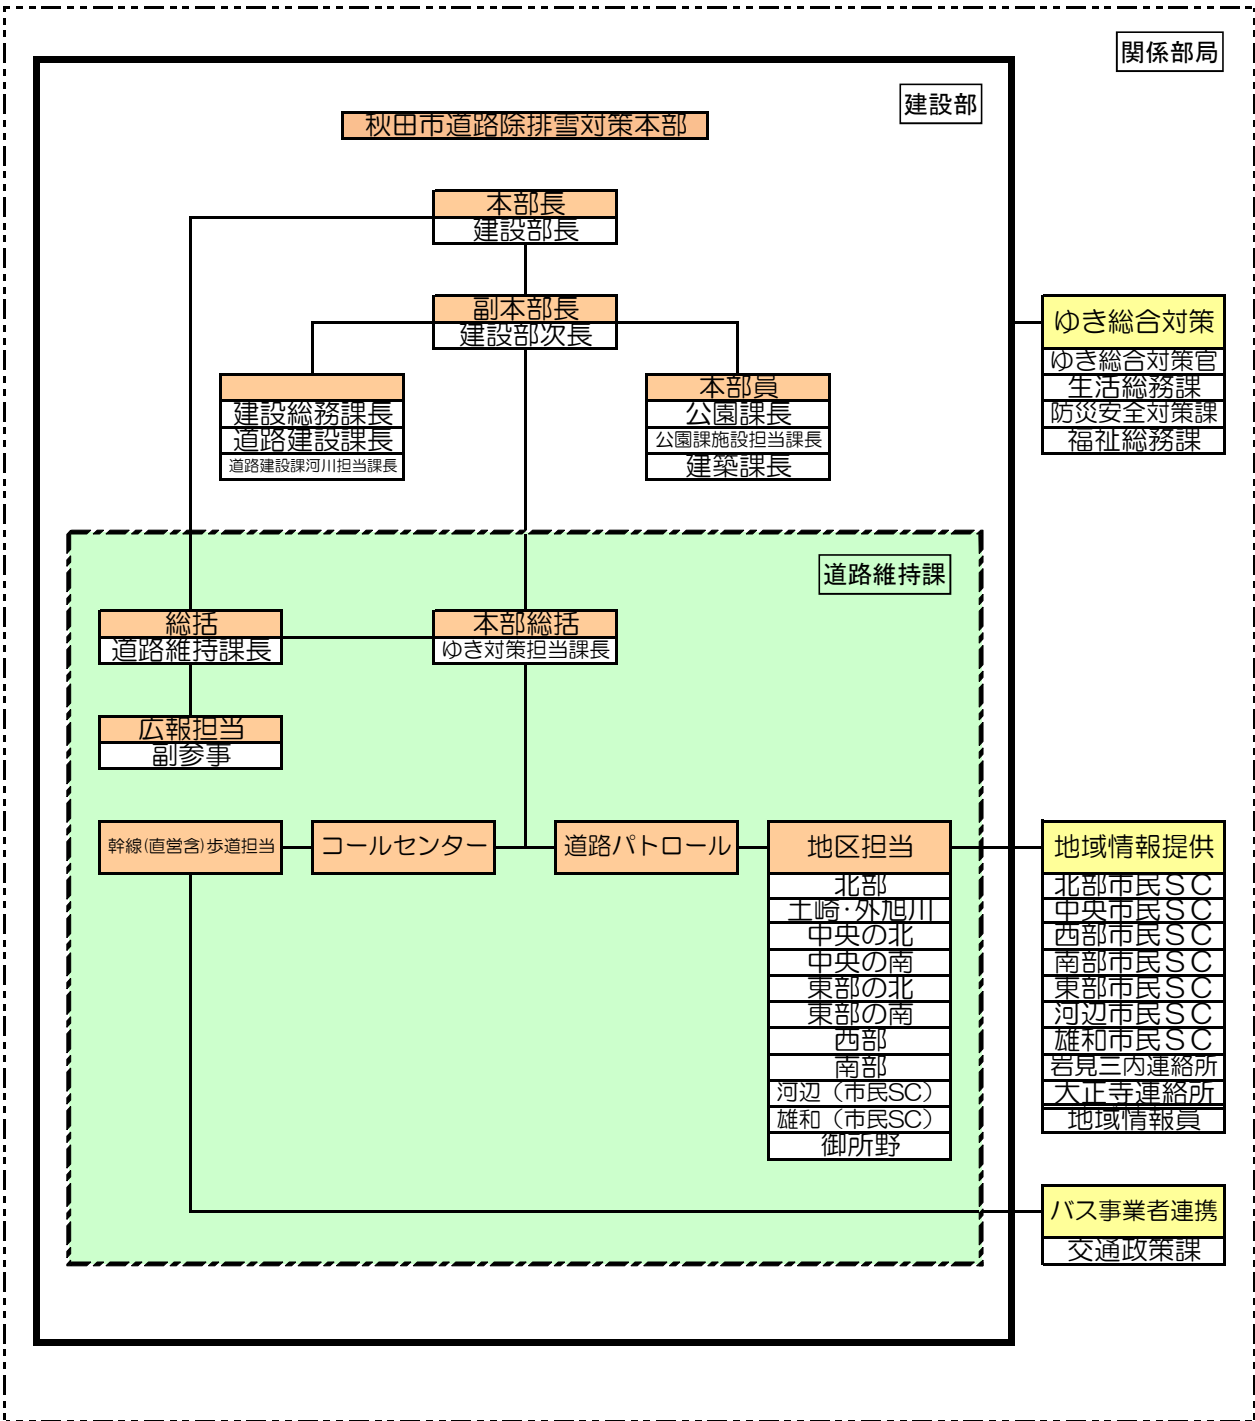 関係部局
建設部
秋田市道路除排雪対策本部
本部長
建設部長
副本部長
建設部次長
建設総務課長
道路建設課長
道路建設課河川担当課長
本部員
公園課長
公園課施設担当課長
建築課長
ゆき総合対策
ゆき総合対策官
生活総務課
防災安全対策課
福祉総務課
道路維持課
総括
道路維持課長
本部総括
ゆき対策担当課長
広報担当
副参事
幹線(直営含)歩道担当
コールセンター
道路パトロール
地区担当
北部
土崎・外旭川
中央の北
中央の南
東部の北
東部の南
西部
南部
河辺（市民SC）
雄和（市民SC）
御所野
地域情報提供
北部市民ＳＣ
中央市民ＳＣ
西部市民ＳＣ
南部市民ＳＣ
東部市民ＳＣ
河辺市民ＳＣ
雄和市民ＳＣ
岩見三内連絡所
大正寺連絡所
地域情報員
バス事業者連携
交通政策課